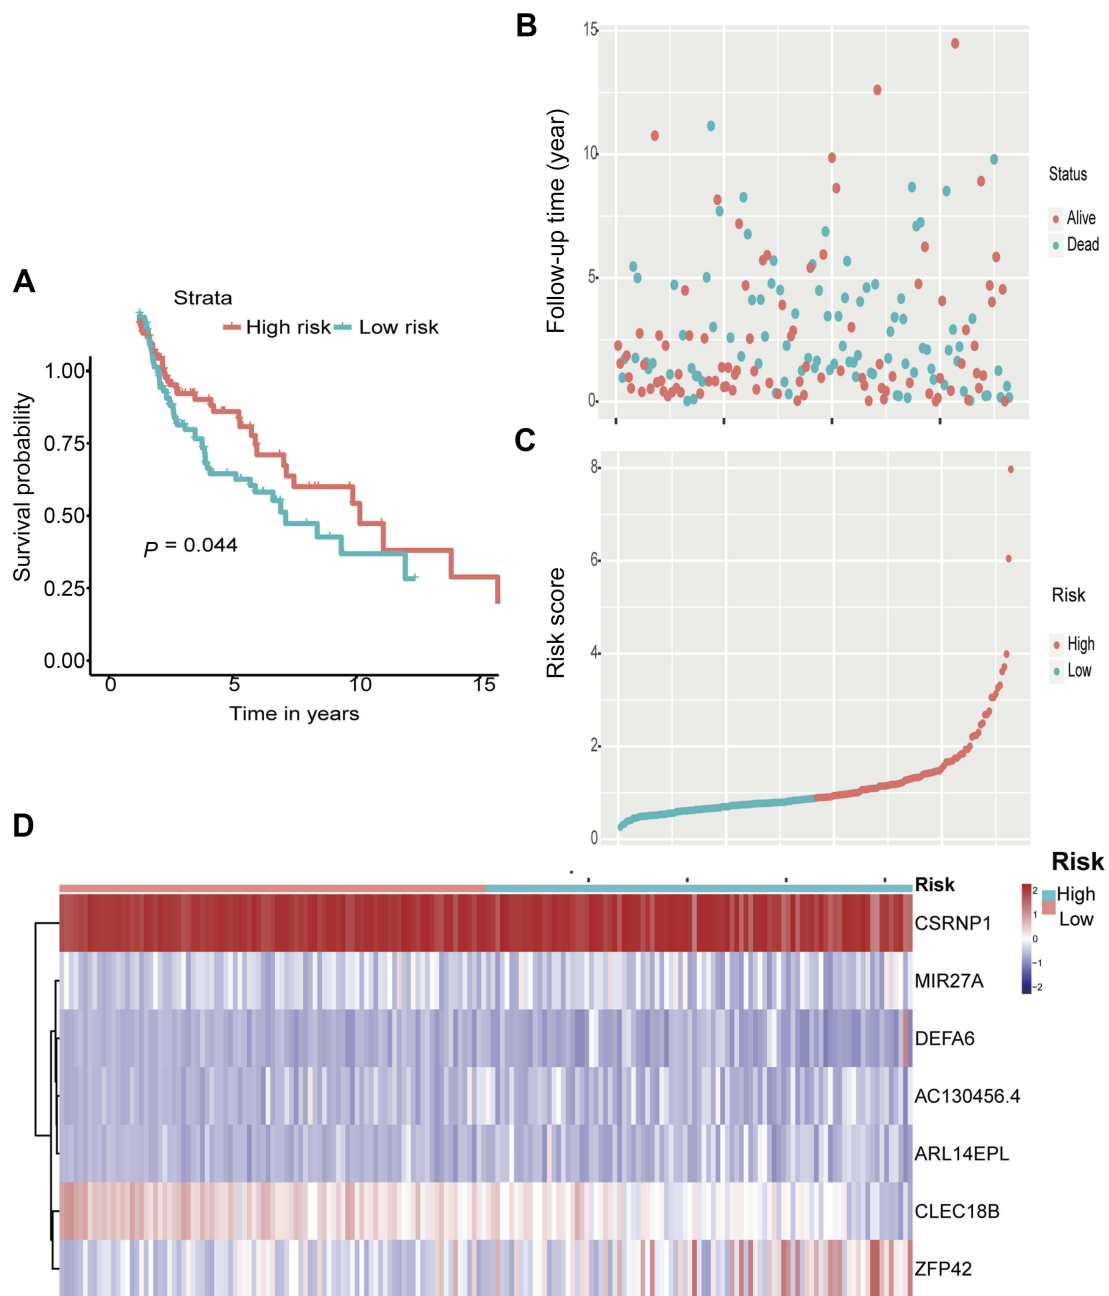 A
Strata
High risk
Low risk
1.00
0.75
0.50
0.25
0.00
Survival probability
P = 0.044
0
5
10
15
Time in years
B
15
10
5
0
Follow-up time (year)
Status
Alive
Dead
C
8
6
4
2
0
Risk score
Risk
High
Low
D
Risk
CSRNP1
MIR27A
DEFA6
AC130456.4
ARL14EPL
CLEC18B
ZFP42
2
1
0
-1
-2
Risk
High
Low